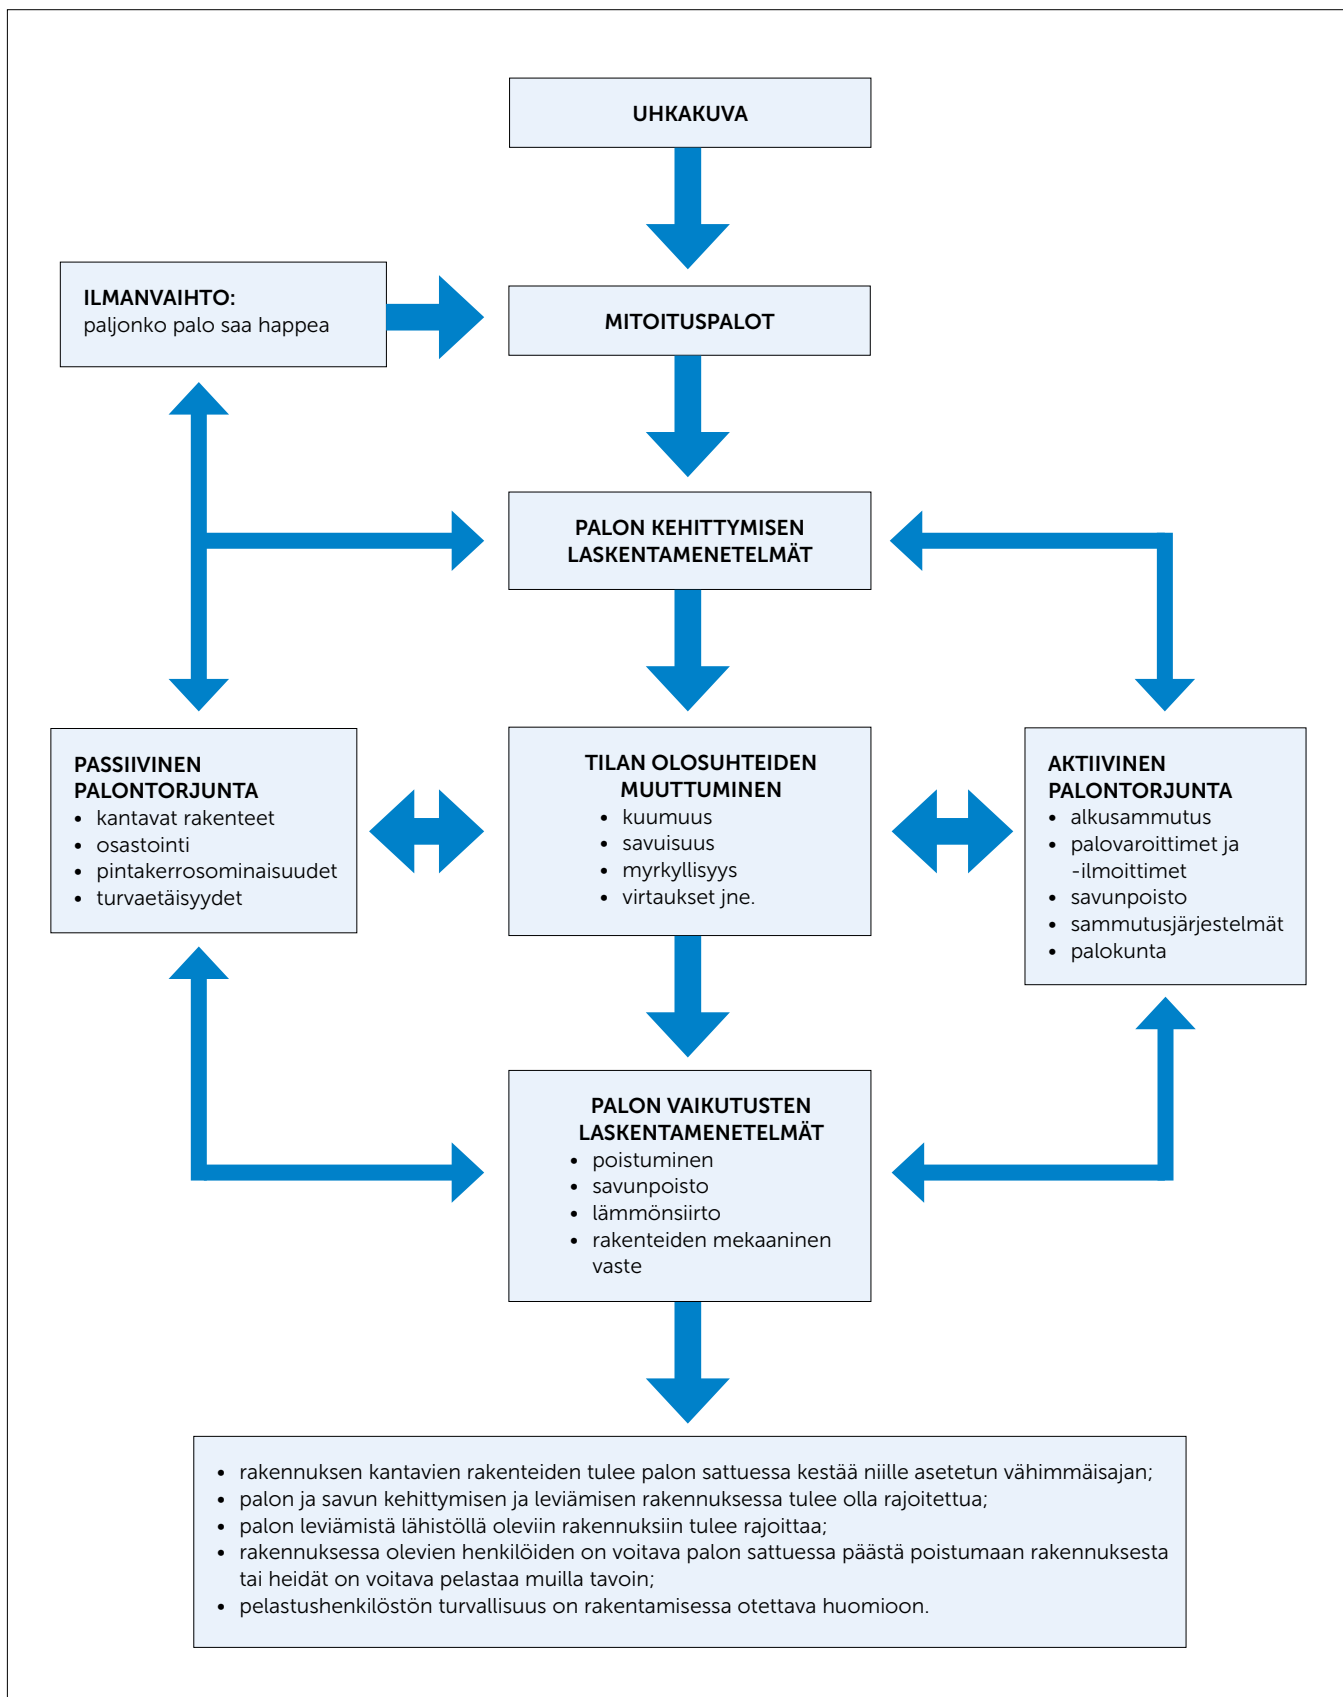 UHKAKUVA
ILMANVAIHTO:
paljonko palo saa happea
MITOITUSPALOT
PALON KEHITTYMISEN
LASKENTAMENETELMÄT
PASSIIVINEN
PALONTORJUNTA
• kantavat rakenteet
• osastointi
• pintakerrosominaisuudet
• turvaetäisyydet
TILAN OLOSUHTEIDEN
MUUTTUMINEN
• kuumuus
• savuisuus
• myrkyllisyys
• virtaukset jne.
AKTIIVINEN
PALONTORJUNTA
• alkusammutus
• palovaroittimet ja
-ilmoittimet
• savunpoisto
• sammutusjärjestelmät
• palokunta
PALON VAIKUTUSTEN
LASKENTAMENETELMÄT
• poistuminen
• savunpoisto
• lämmönsiirto
• rakenteiden mekaaninen
vaste
• rakennuksen kantavien rakenteiden tulee palon sattuessa kestää niille asetetun vähimmäisajan;
• palon ja savun kehittymisen ja leviämisen rakennuksessa tulee olla rajoitettua;
• palon leviämistä lähistöllä oleviin rakennuksiin tulee rajoittaa;
• rakennuksessa olevien henkilöiden on voitava palon sattuessa päästä poistumaan rakennuksesta
tai heidät on voitava pelastaa muilla tavoin;
• pelastushenkilöstön turvallisuus on rakentamisessa otettava huomioon.